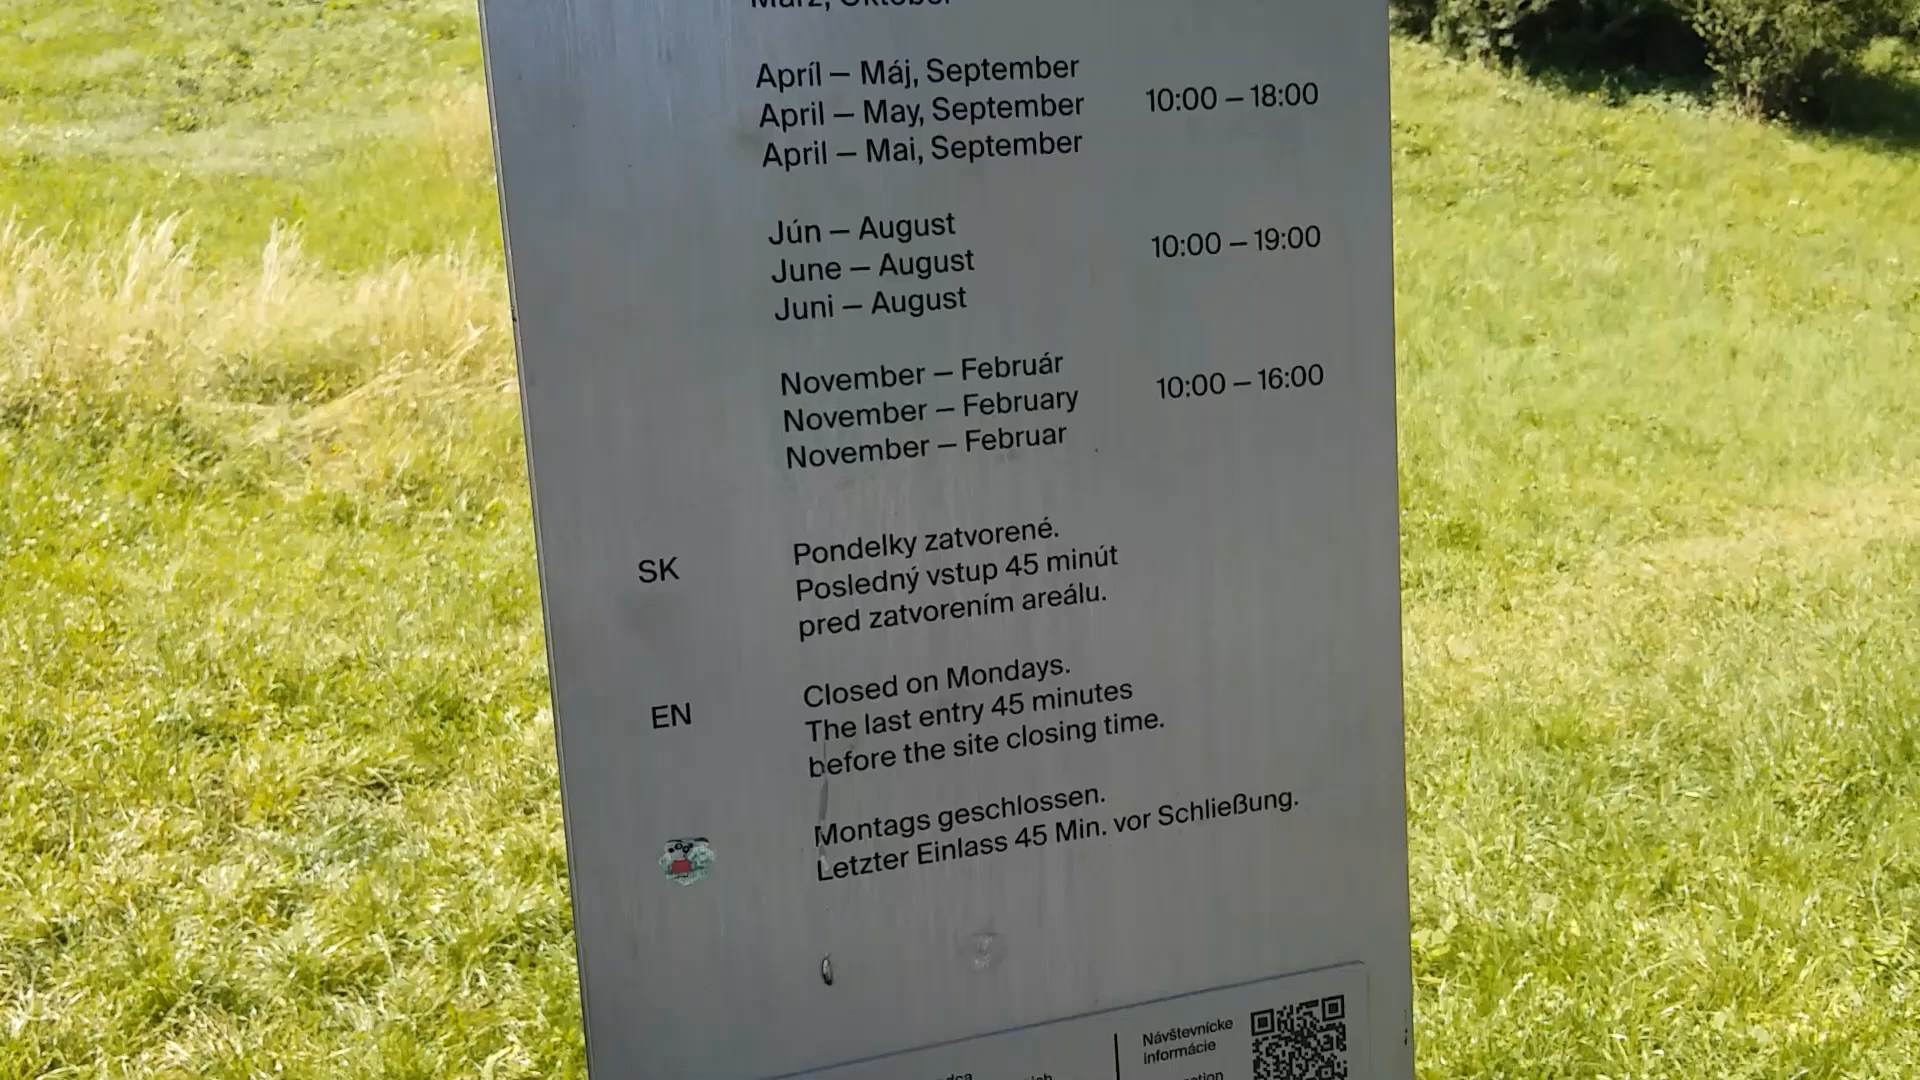 März, Oktober
Apríl – Máj, September
April – May, September
April – Mai, September
10:00 – 18:00
Jún – August
June – August
Juni – August
10:00 – 19:00
November – Február
November – February
November – Februar
10:00 – 16:00
SK
Pondelky zatvorené.
Posledný vstup 45 minút
pred zatvorením areálu.
EN
Closed on Mondays.
The last entry 45 minutes
before the site closing time.
Montags geschlossen.
Letzter Einlass 45 Min. vor Schließung.
Návštevnícke
informácie